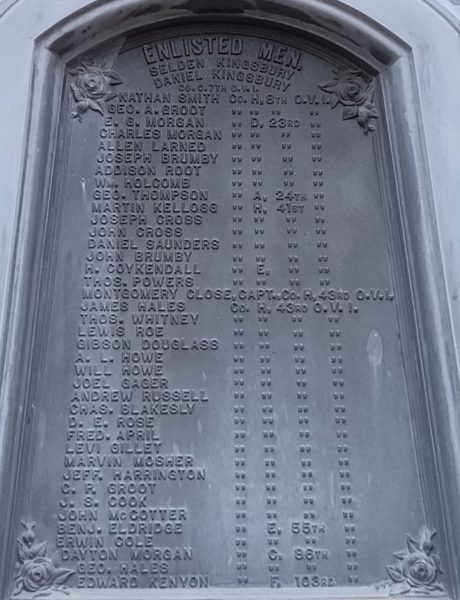 ENLISTED MEN.
SELDEN KINGSBURY
DANIEL KINGSBURY
CO. C. 7TH O.V.I.
NATHAN SMITH CO. H, 8TH O.V.I.
GEO. A. GROOT " " " "
E. G. MORGAN " D, 23RD "
CHARLES MORGAN " " " "
ALLEN LARNED " " " "
JOSEPH BRUMBY " " " "
ADDISON ROOT " " " "
WM. HOLCOMB " " " "
GEO. THOMPSON " A, 24TH "
MARTIN KELLOGG " H, 41ST "
JOSEPH CROSS " " " "
JOHN CROSS " " " "
DANIEL SAUNDERS " " " "
JOHN BRUMBY " " " "
H. COYKENDALL " E, " "
THOS. POWERS " " " "
MONTGOMERY CLOSE, CAPT., CO. H, 43RD O.V.I.
JAMES HALES CO. H, 43RD O.V.I.
THOS. WHITNEY " " " "
LEWIS ROE " " " "
GIBSON DOUGLASS " " " "
A. L. HOWE " " " "
WILL HOWE " " " "
JOEL GAGER " " " "
ANDREW RUSSELL " " " "
CHAS. BLAKESLY " " " "
D. E. ROSE " " " "
FRED. APRIL " " " "
LEVI GILLET " " " "
MARVIN MOSHER " " " "
JEFF. HARRINGTON " " " "
C. P. GROOT " " " "
J. S. COOK " " " "
JOHN MCCOTTER " " " "
BENJ. ELDRIDGE " E, 55TH "
ERWIN COLE " " " "
DAYTON MORGAN " C, 86TH "
GEO. HALES " " " "
EDWARD KENYON " F. 103RD "